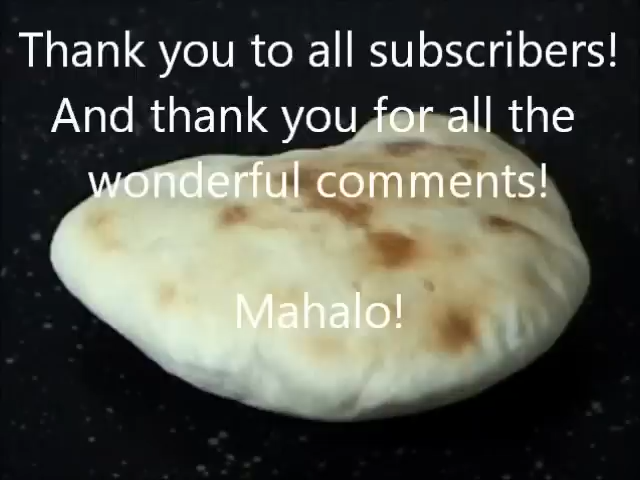 Thank you to all subscribers!
And thank you for all the
wonderful comments!
Mahalo!